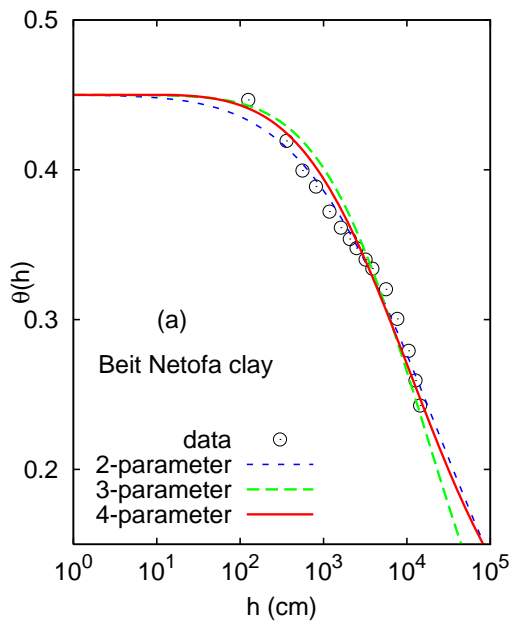 0.5
0.4
0.3
0.2
θ(h)
(a)
Beit Netofa clay
data
2-parameter
3-parameter
4-parameter
10^0 10^1 10^2 10^3 10^4 10^5
h (cm)